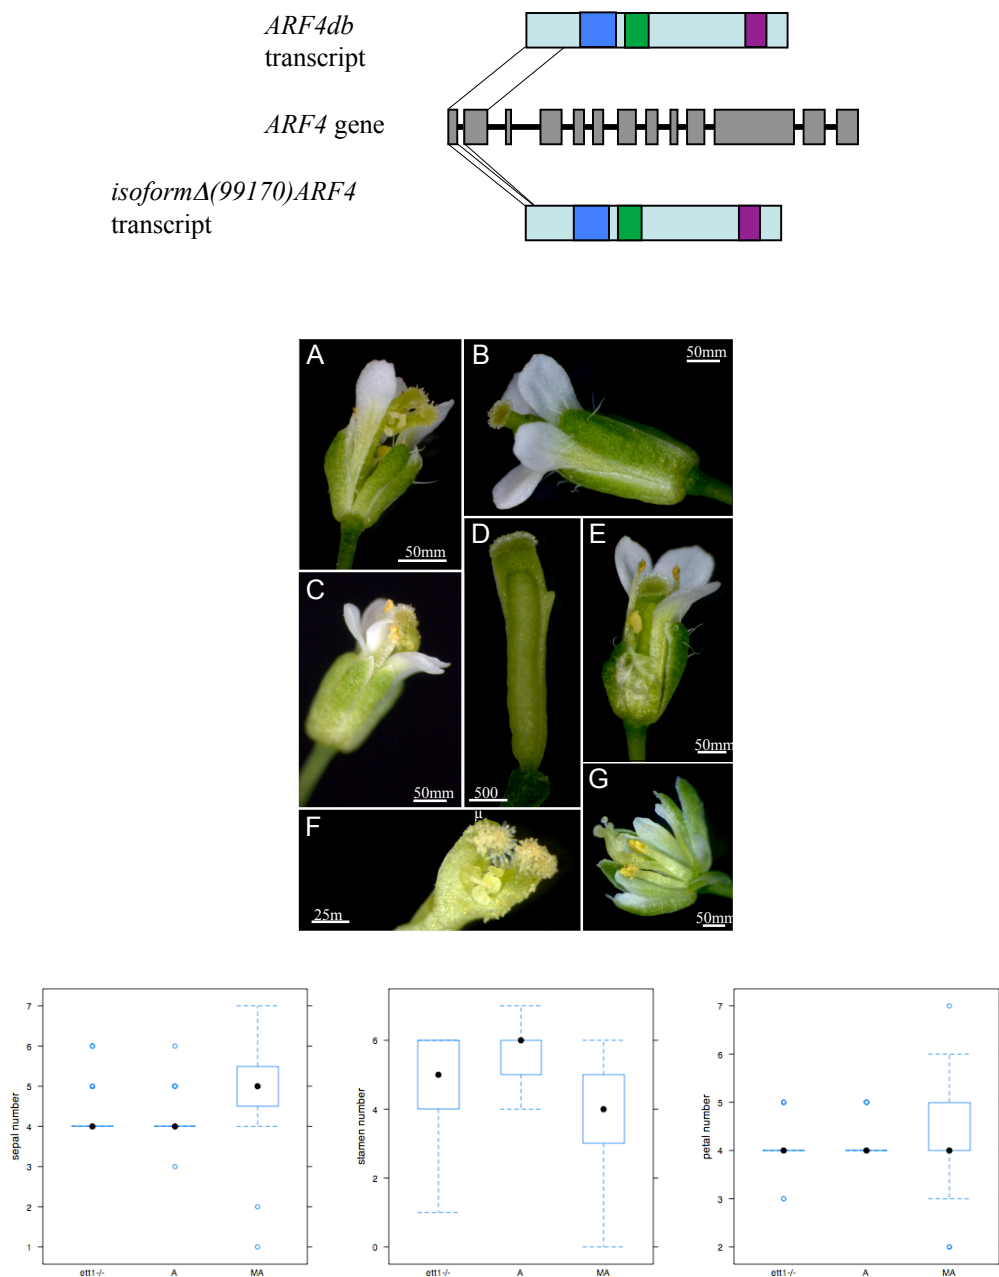 ARF4db
transcript
ARF4 gene
isoformΔ(99170)ARF4
transcript
A
B
50mm
50mm
D
E
C
50mm
50mm
500
µ
G
F
25m
50mm
7
6
5
4
3
2
1
sepal number
ett1-/-
A
MA
6
4
2
0
stamen number
ett1-/-
A
MA
7
6
5
4
3
2
petal number
ett1-/-
A
MA